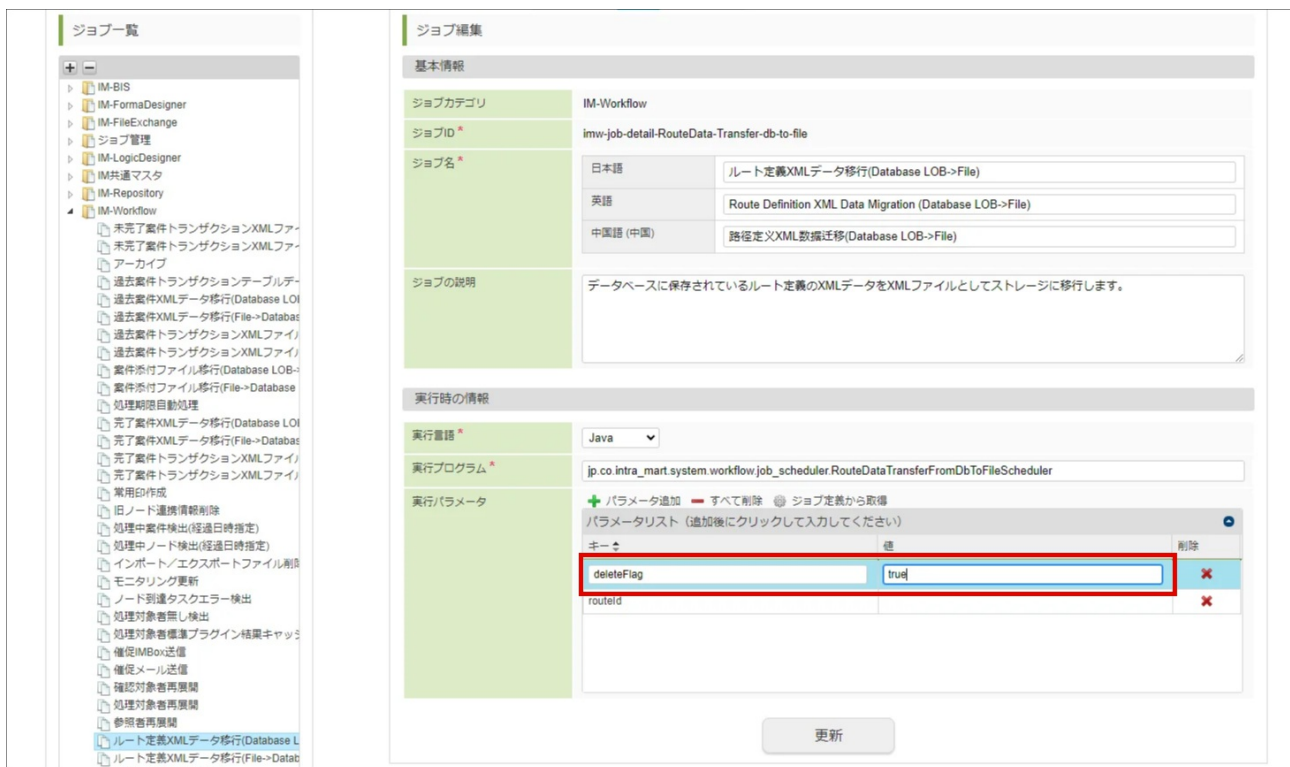 ジョブ一覧
IM-BIS
IM-FormaDesigner
IM-FileExchange
ジョブ管理
IM-LogicDesigner
IM共通マスタ
IM-Repository
IM-Workflow
未完了案件トランザクションXMLファイ
未完了案件トランザクションXMLファイ
アーカイブ
過去案件トランザクションテーブルデー
過去案件XMLデータ移行(Database LOB
過去案件XMLデータ移行(File->Databas
過去案件トランザクションXMLファイル
過去案件トランザクションXMLファイル
案件添付ファイル移行(Database LOB->
案件添付ファイル移行(File->Database
処理期限自動処理
完了案件XMLデータ移行(Database LOB
完了案件XMLデータ移行(File->Databas
完了案件トランザクションXMLファイル
完了案件トランザクションXMLファイル
常用印作成
旧ノード連携情報削除
処理中案件検出(経過日時指定)
処理中ノード検出(経過日時指定)
インポート/エクスポートファイル削除
モニタリング更新
ノード到達タスクエラー検出
処理対象者無し検出
処理対象者標準プラグイン結果キャッシ
催促IMBox送信
催促メール送信
確認対象者再展開
処理対象者再展開
参照者再展開
ルート定義XMLデータ移行(Database L
ルート定義XMLデータ移行(File->Datab
ジョブ編集
基本情報
ジョブカテゴリ IM-Workflow
ジョブID* imw-job-detail-RouteData-Transfer-db-to-file
ジョブ名* 日本語 ルート定義XMLデータ移行(Database LOB->File)
英語 Route Definition XML Data Migration (Database LOB->File)
中国語 (中国) 路径定义XML数据迁移(Database LOB->File)
ジョブの説明 データベースに保存されているルート定義のXMLデータをXMLファイルとしてストレージに移行します。
実行時の情報
実行言語* Java
実行プログラム* jp.co.intra_mart.system.workflow.job_scheduler.RouteDataTransferFromDbToFileScheduler
実行パラメータ パラメータ追加 すべて削除 ジョブ定義から取得
パラメータリスト(追加後にクリックして入力してください)
キー 値 削除
deleteFlag true
routeId
更新